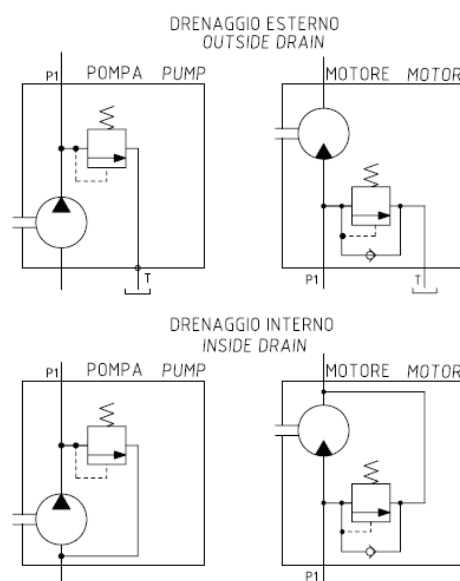 DRENAGGIO ESTERNO
OUTSIDE DRAIN
P1 POMPA PUMP
MOTORE MOTOR
T
P1 T
DRENAGGIO INTERNO
INSIDE DRAIN
P1 POMPA PUMP
MOTORE MOTOR
P1